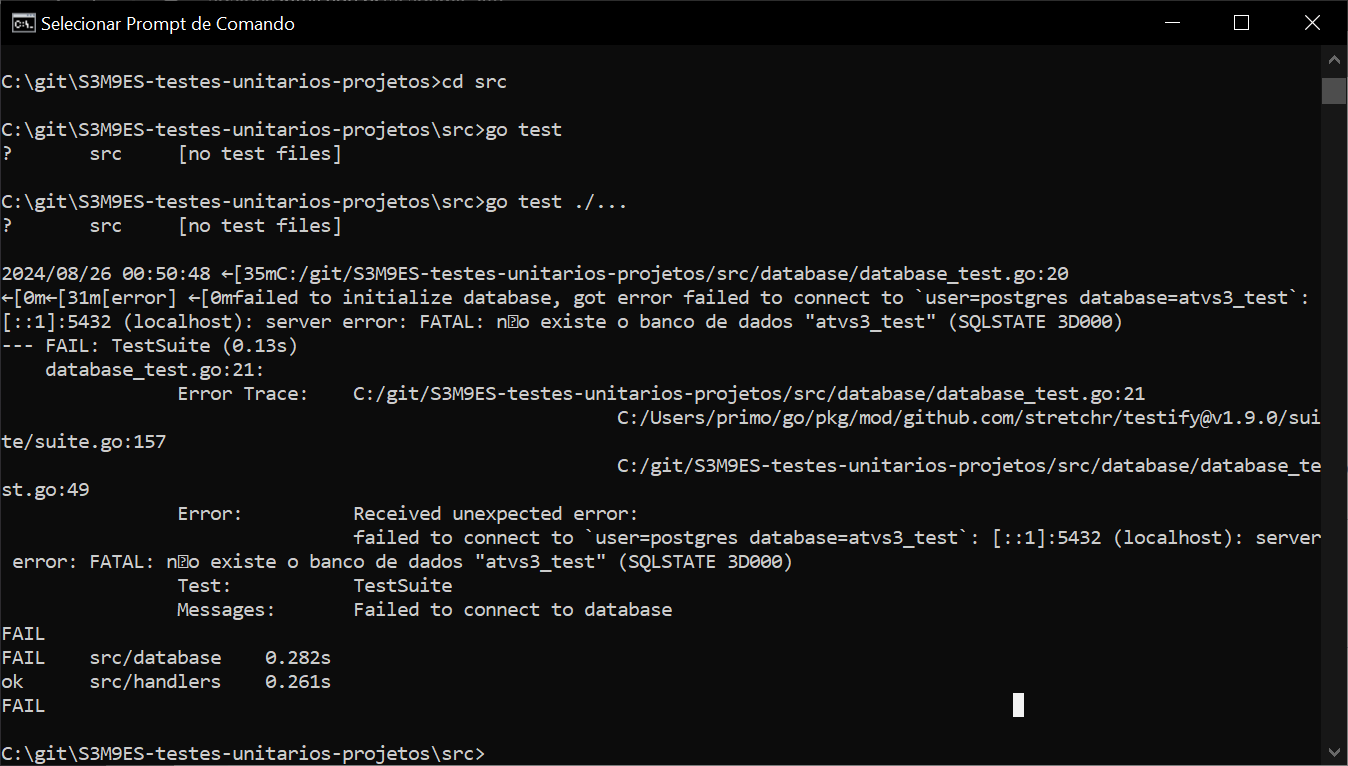 Selecionar Prompt de Comando
C:\git\S3M9ES-testes-unitarios-projetos>cd src
C:\git\S3M9ES-testes-unitarios-projetos\src>go test
? src [no test files]
C:\git\S3M9ES-testes-unitarios-projetos\src>go test ./...
? src [no test files]
2024/08/26 00:50:48 ←[35mC:/git/S3M9ES-testes-unitarios-projetos/src/database/database_test.go:20
←[0m←[31m[error] ←[0mfailed to initialize database, got error failed to connect to `user=postgres database=atvs3_test`:
[::1]:5432 (localhost): server error: FATAL: n�o existe o banco de dados "atvs3_test" (SQLSTATE 3D000)
--- FAIL: TestSuite (0.13s)
database_test.go:21:
Error Trace: C:/git/S3M9ES-testes-unitarios-projetos/src/database/database_test.go:21
C:/Users/primo/go/pkg/mod/github.com/stretchr/testify@v1.9.0/sui
te/suite.go:157
C:/git/S3M9ES-testes-unitarios-projetos/src/database/database_te
st.go:49
Error: Received unexpected error:
failed to connect to `user=postgres database=atvs3_test`: [::1]:5432 (localhost): server
error: FATAL: n�o existe o banco de dados "atvs3_test" (SQLSTATE 3D000)
Test: TestSuite
Messages: Failed to connect to database
FAIL
FAIL src/database 0.282s
ok src/handlers 0.261s
FAIL
C:\git\S3M9ES-testes-unitarios-projetos\src>